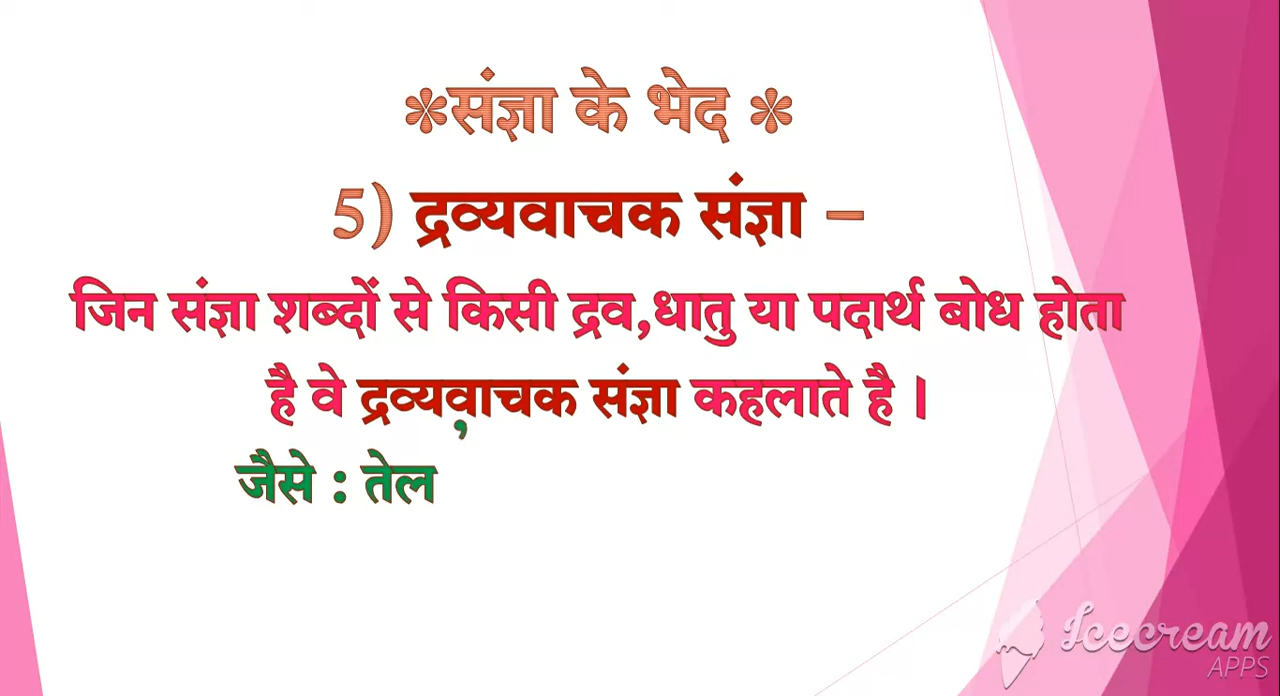 *संज्ञा के भेद *
5) द्रव्यवाचक संज्ञा –
जिन संज्ञा शब्दों से किसी द्रव,धातु या पदार्थ बोध होता
है वे द्रव्यवाचक संज्ञा कहलाते है ।
जैसे : तेल,
Icecream
APPS